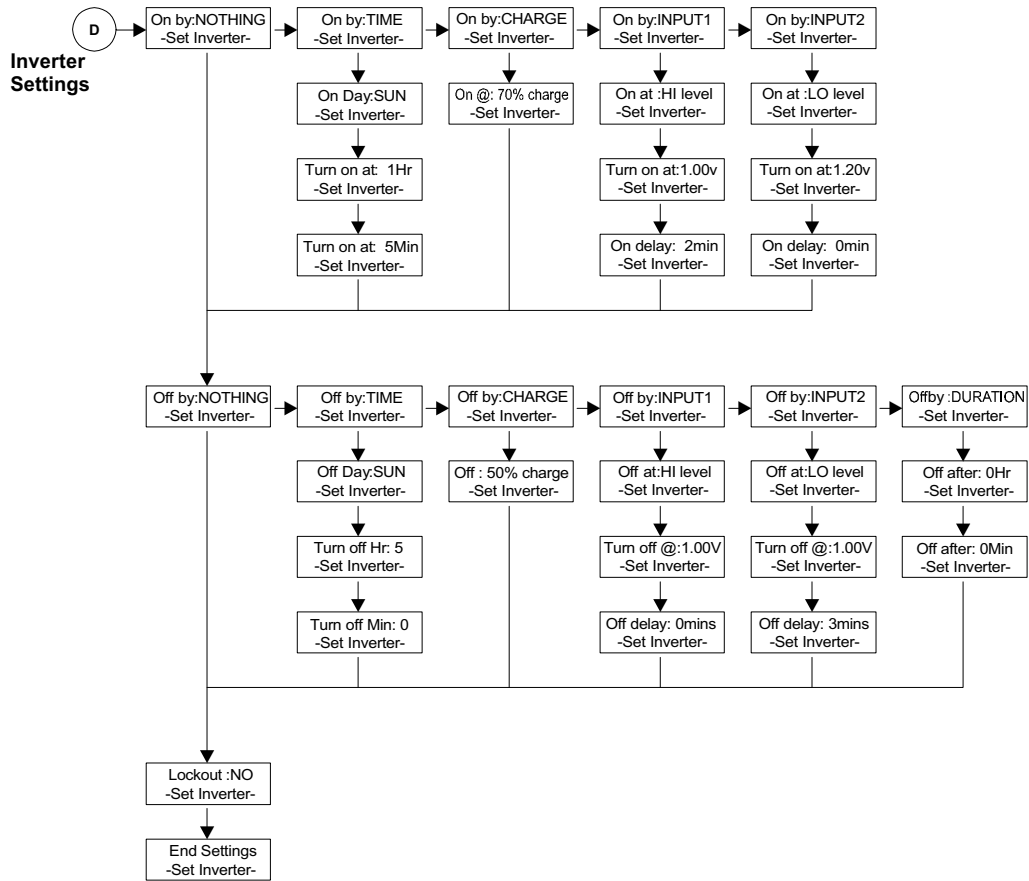 D
Inverter
Settings
On by:NOTHING
-Set Inverter-
On by:TIME
-Set Inverter-
On by:CHARGE
-Set Inverter-
On by:INPUT1
-Set Inverter-
On by:INPUT2
-Set Inverter-
On Day:SUN
-Set Inverter-
On @: 70% charge
-Set Inverter-
On at :HI level
-Set Inverter-
On at :LO level
-Set Inverter-
Turn on at: 1Hr
-Set Inverter-
Turn on at:1.00v
-Set Inverter-
Turn on at:1.20v
-Set Inverter-
Turn on at: 5Min
-Set Inverter-
On delay: 2min
-Set Inverter-
On delay: 0min
-Set Inverter-
Off by:NOTHING
-Set Inverter-
Off by:TIME
-Set Inverter-
Off by:CHARGE
-Set Inverter-
Off by:INPUT1
-Set Inverter-
Off by:INPUT2
-Set Inverter-
Offby :DURATION
-Set Inverter-
Off Day:SUN
-Set Inverter-
Off : 50% charge
-Set Inverter-
Off at:HI level
-Set Inverter-
Off at:LO level
-Set Inverter-
Off after: 0Hr
-Set Inverter-
Turn off Hr: 5
-Set Inverter-
Turn off @:1.00V
-Set Inverter-
Turn off @:1.00V
-Set Inverter-
Off after: 0Min
-Set Inverter-
Turn off Min: 0
-Set Inverter-
Off delay: 0mins
-Set Inverter-
Off delay: 3mins
-Set Inverter-
Lockout :NO
-Set Inverter-
End Settings
-Set Inverter-